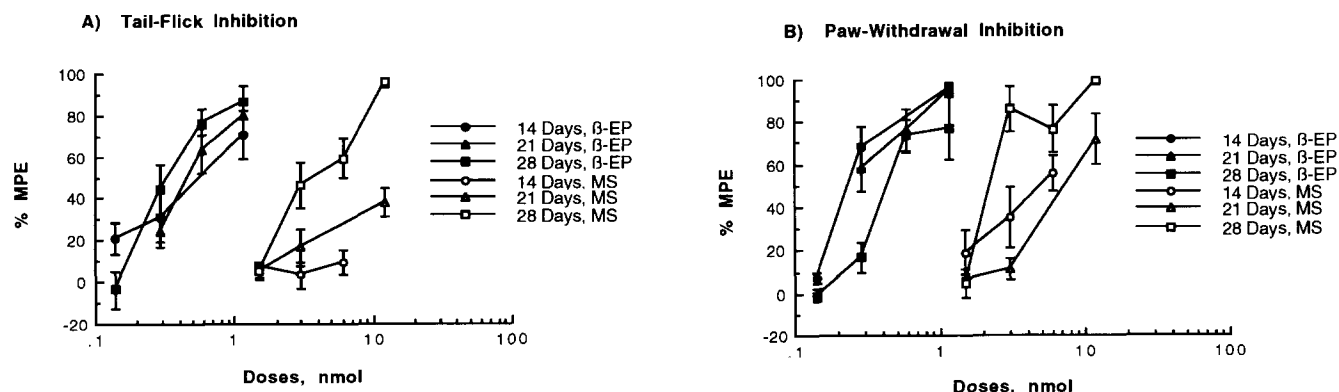 A) Tail-Flick Inhibition
% MPE
100
80
60
40
20
0
-20
.1
1
10
100
Doses, nmol
14 Days, ß-EP
21 Days, ß-EP
28 Days, ß-EP
14 Days. MS
21 Days, MS
28 Days, MS
B) Paw-Withdrawal Inhibition
% MPE
100
80
60
40
20
0
-20
.1
1
10
100
Doses, nmol
14 Days, ß-EP
21 Days, ß-EP
28 Days, ß-EP
14 Days, MS
21 Days, MS
28 Days, MS